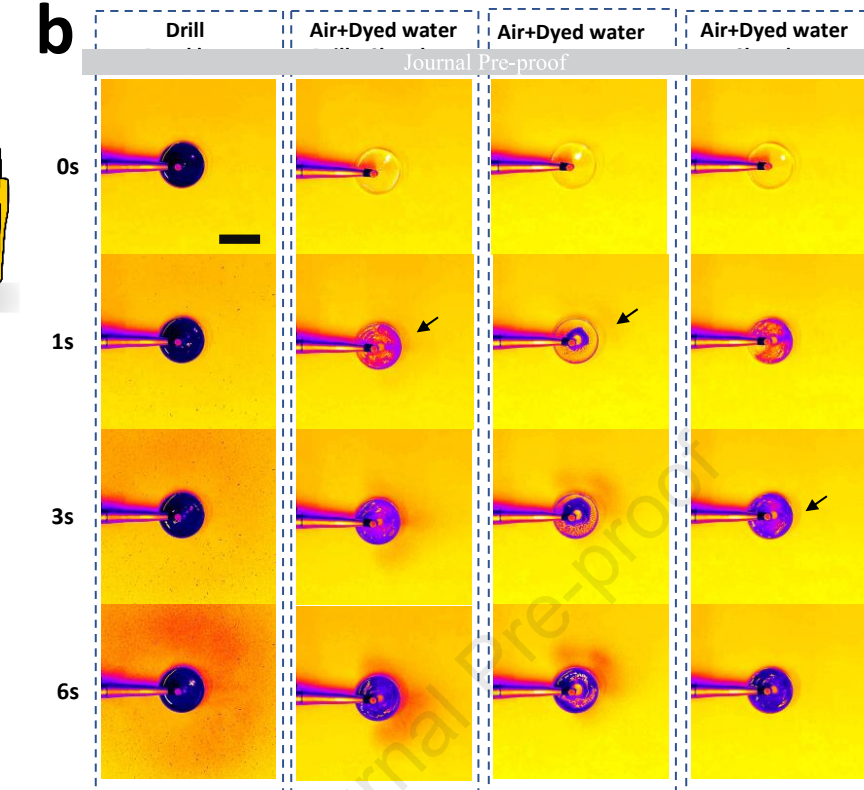 b
Drill
Air+Dyed water
Air+Dyed water
Air+Dyed water
Journal Pre-proof
0s
1s
3s
6s
Journal Pre-proof